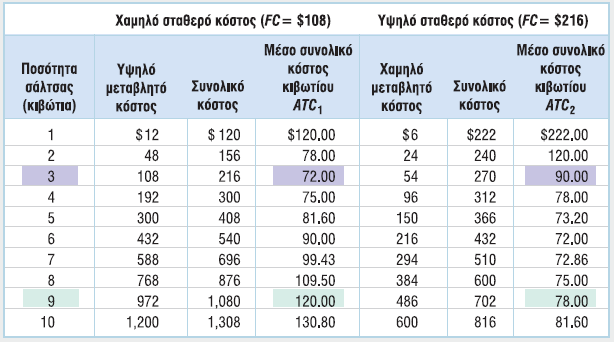 Χαμηλό σταθερό κόστος (FC = $108) Υψηλό σταθερό κόστος (FC = $216)
Ποσότητα σάλτσας (κιβώτια) Υψηλό μεταβλητό κόστος Συνολικό κόστος Μέσο συνολικό κόστος κιβωτίου ATC1 Χαμηλό μεταβλητό κόστος Συνολικό κόστος Μέσο συνολικό κόστος κιβωτίου ATC2
1 $12 $120 $120.00 $6 $222 $222.00
2 48 156 78.00 24 240 120.00
3 108 216 72.00 54 270 90.00
4 192 300 75.00 96 312 78.00
5 300 408 81.60 150 366 73.20
6 432 540 90.00 216 432 72.00
7 588 696 99.43 294 510 72.86
8 768 876 109.50 384 600 75.00
9 972 1,080 120.00 486 702 78.00
10 1,200 1,308 130.80 600 816 81.60